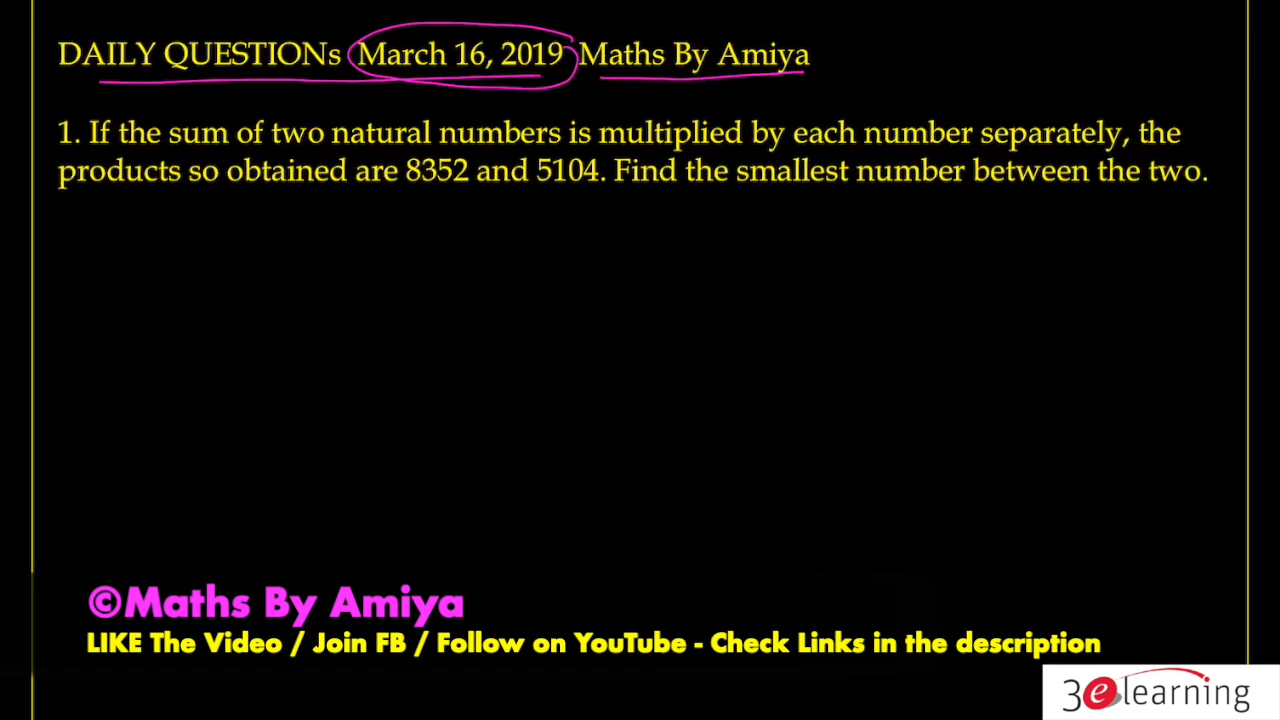 DAILY QUESTIONs March 16, 2019 Maths By Amiya
1. If the sum of two natural numbers is multiplied by each number separately, the
products so obtained are 8352 and 5104. Find the smallest number between the two.
©Maths By Amiya
LIKE The Video / Join FB / Follow on YouTube - Check Links in the description
3elearning